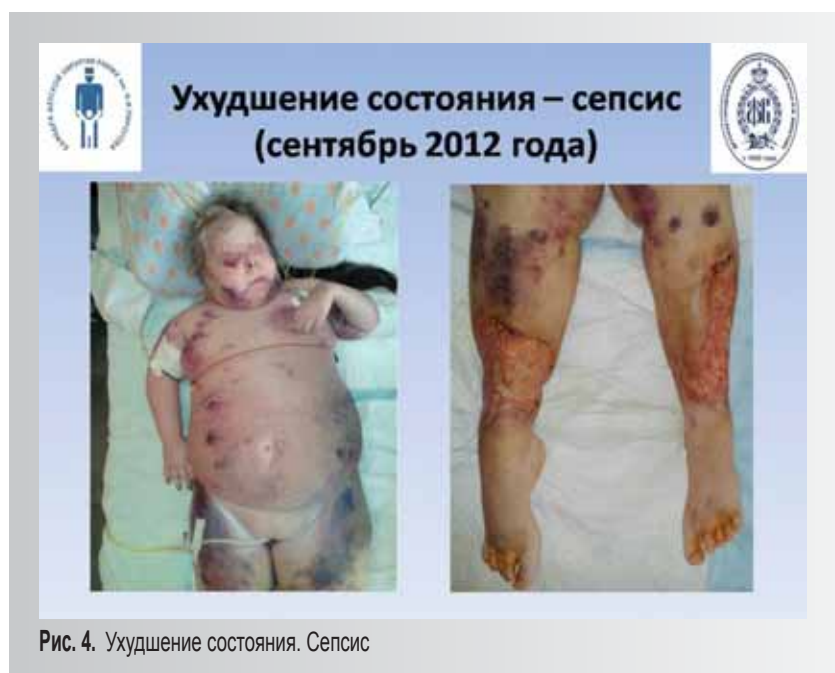 Ухудшение состояния – сепсис
(сентябрь 2012 года)
Рис. 4. Ухудшение состояния. Сепсис